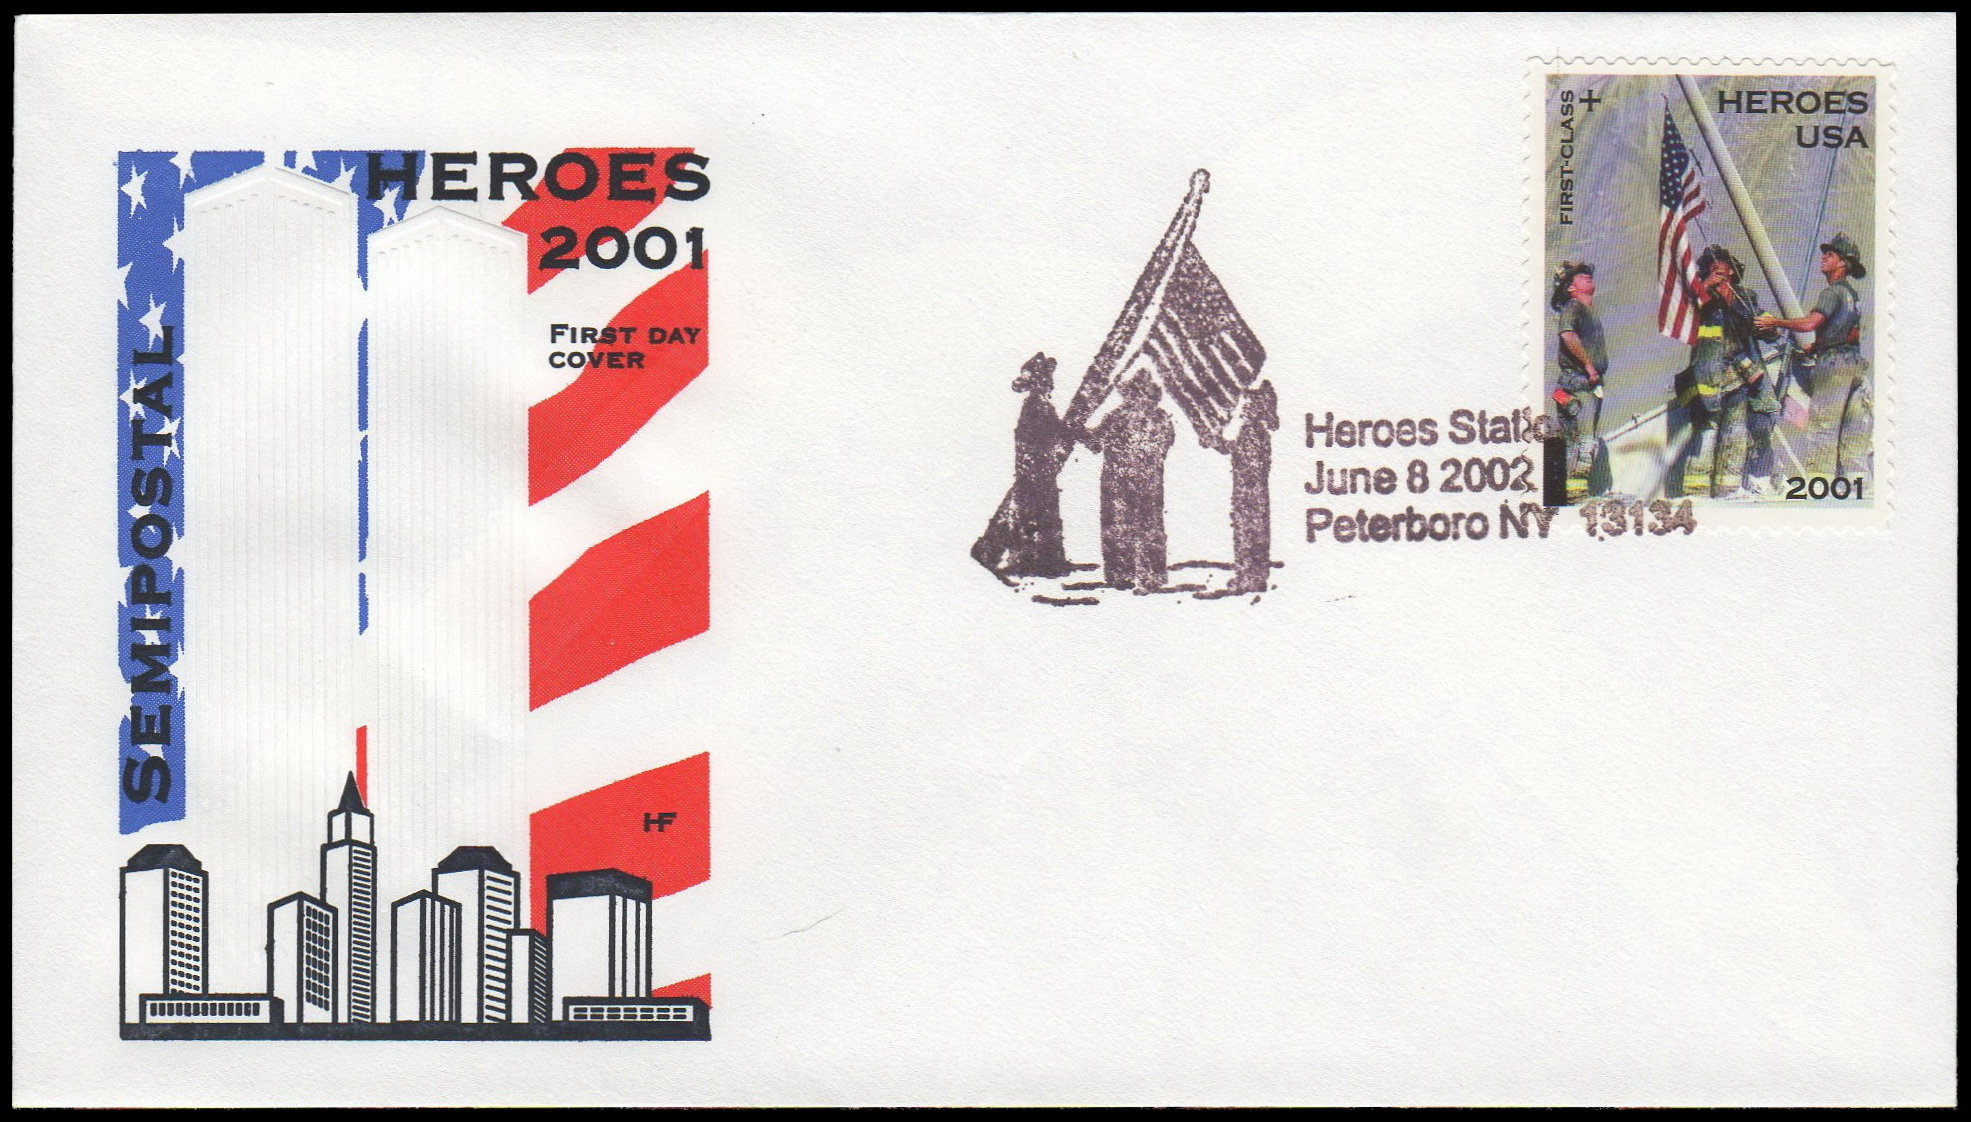 HEROES
2001
FIRST DAY
COVER
SEMIPOSTAL
HF
FIRST-CLASS
+
HEROES
USA
2001
Heroes Statio
June 8 2002
Peterboro NY 13134